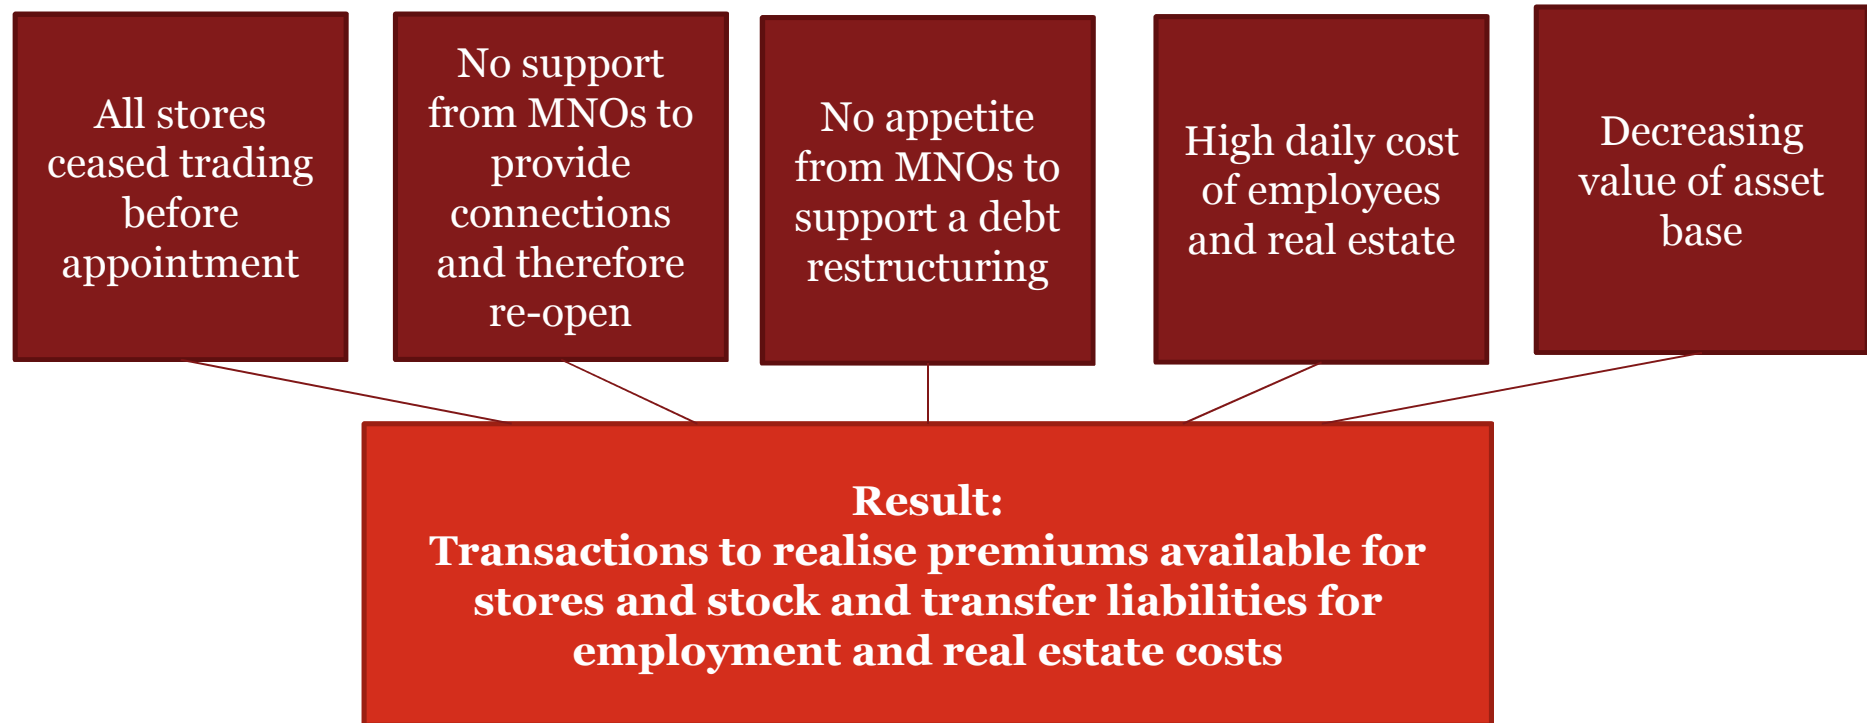 All stores
ceased trading
before
appointment
No support
from MNOs to
provide
connections
and therefore
re-open
No appetite
from MNOs to
support a debt
restructuring
High daily cost
of employees
and real estate
Decreasing
value of asset
base
Result:
Transactions to realise premiums available for
stores and stock and transfer liabilities for
employment and real estate costs